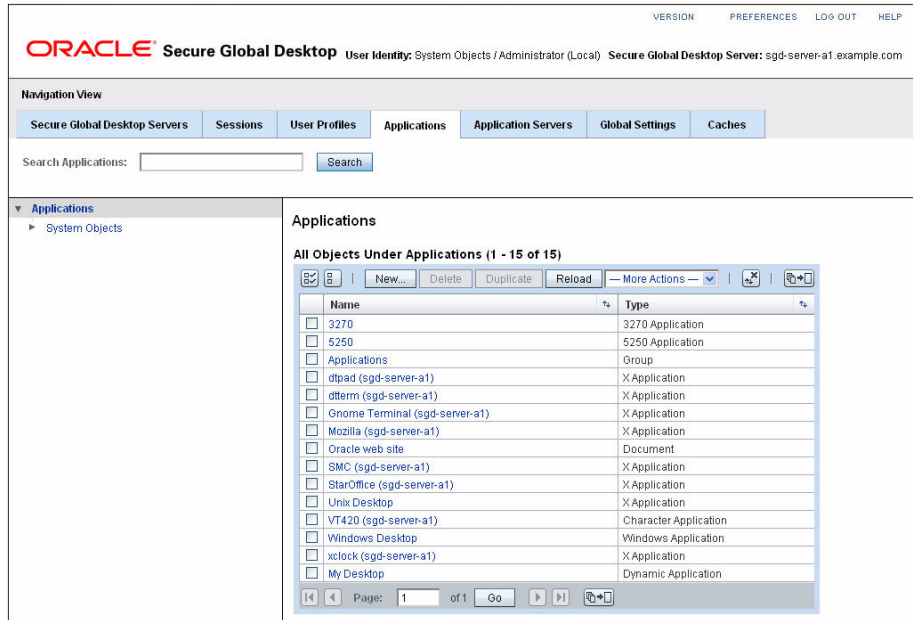 VERSION PREFERENCES LOG OUT HELP
ORACLE Secure Global Desktop User Identity: System Objects / Administrator (Local) Secure Global Desktop Server: sgd-server-a1.example.com
Navigation View
Secure Global Desktop Servers Sessions User Profiles Applications Application Servers Global Settings Caches
Search Applications: Search
Applications
System Objects
Applications
All Objects Under Applications (1 - 15 of 15)
New... Delete Duplicate Reload — More Actions —
Name Type
3270 3270 Application
5250 5250 Application
Applications Group
dtpad (sgd-server-a1) X Application
dtterm (sgd-server-a1) X Application
Gnome Terminal (sgd-server-a1) X Application
Mozilla (sgd-server-a1) X Application
Oracle web site Document
SMC (sgd-server-a1) X Application
StarOffice (sgd-server-a1) X Application
Unix Desktop X Application
VT420 (sgd-server-a1) Character Application
Windows Desktop Windows Application
xclock (sgd-server-a1) X Application
My Desktop Dynamic Application
Page: 1 of 1 Go